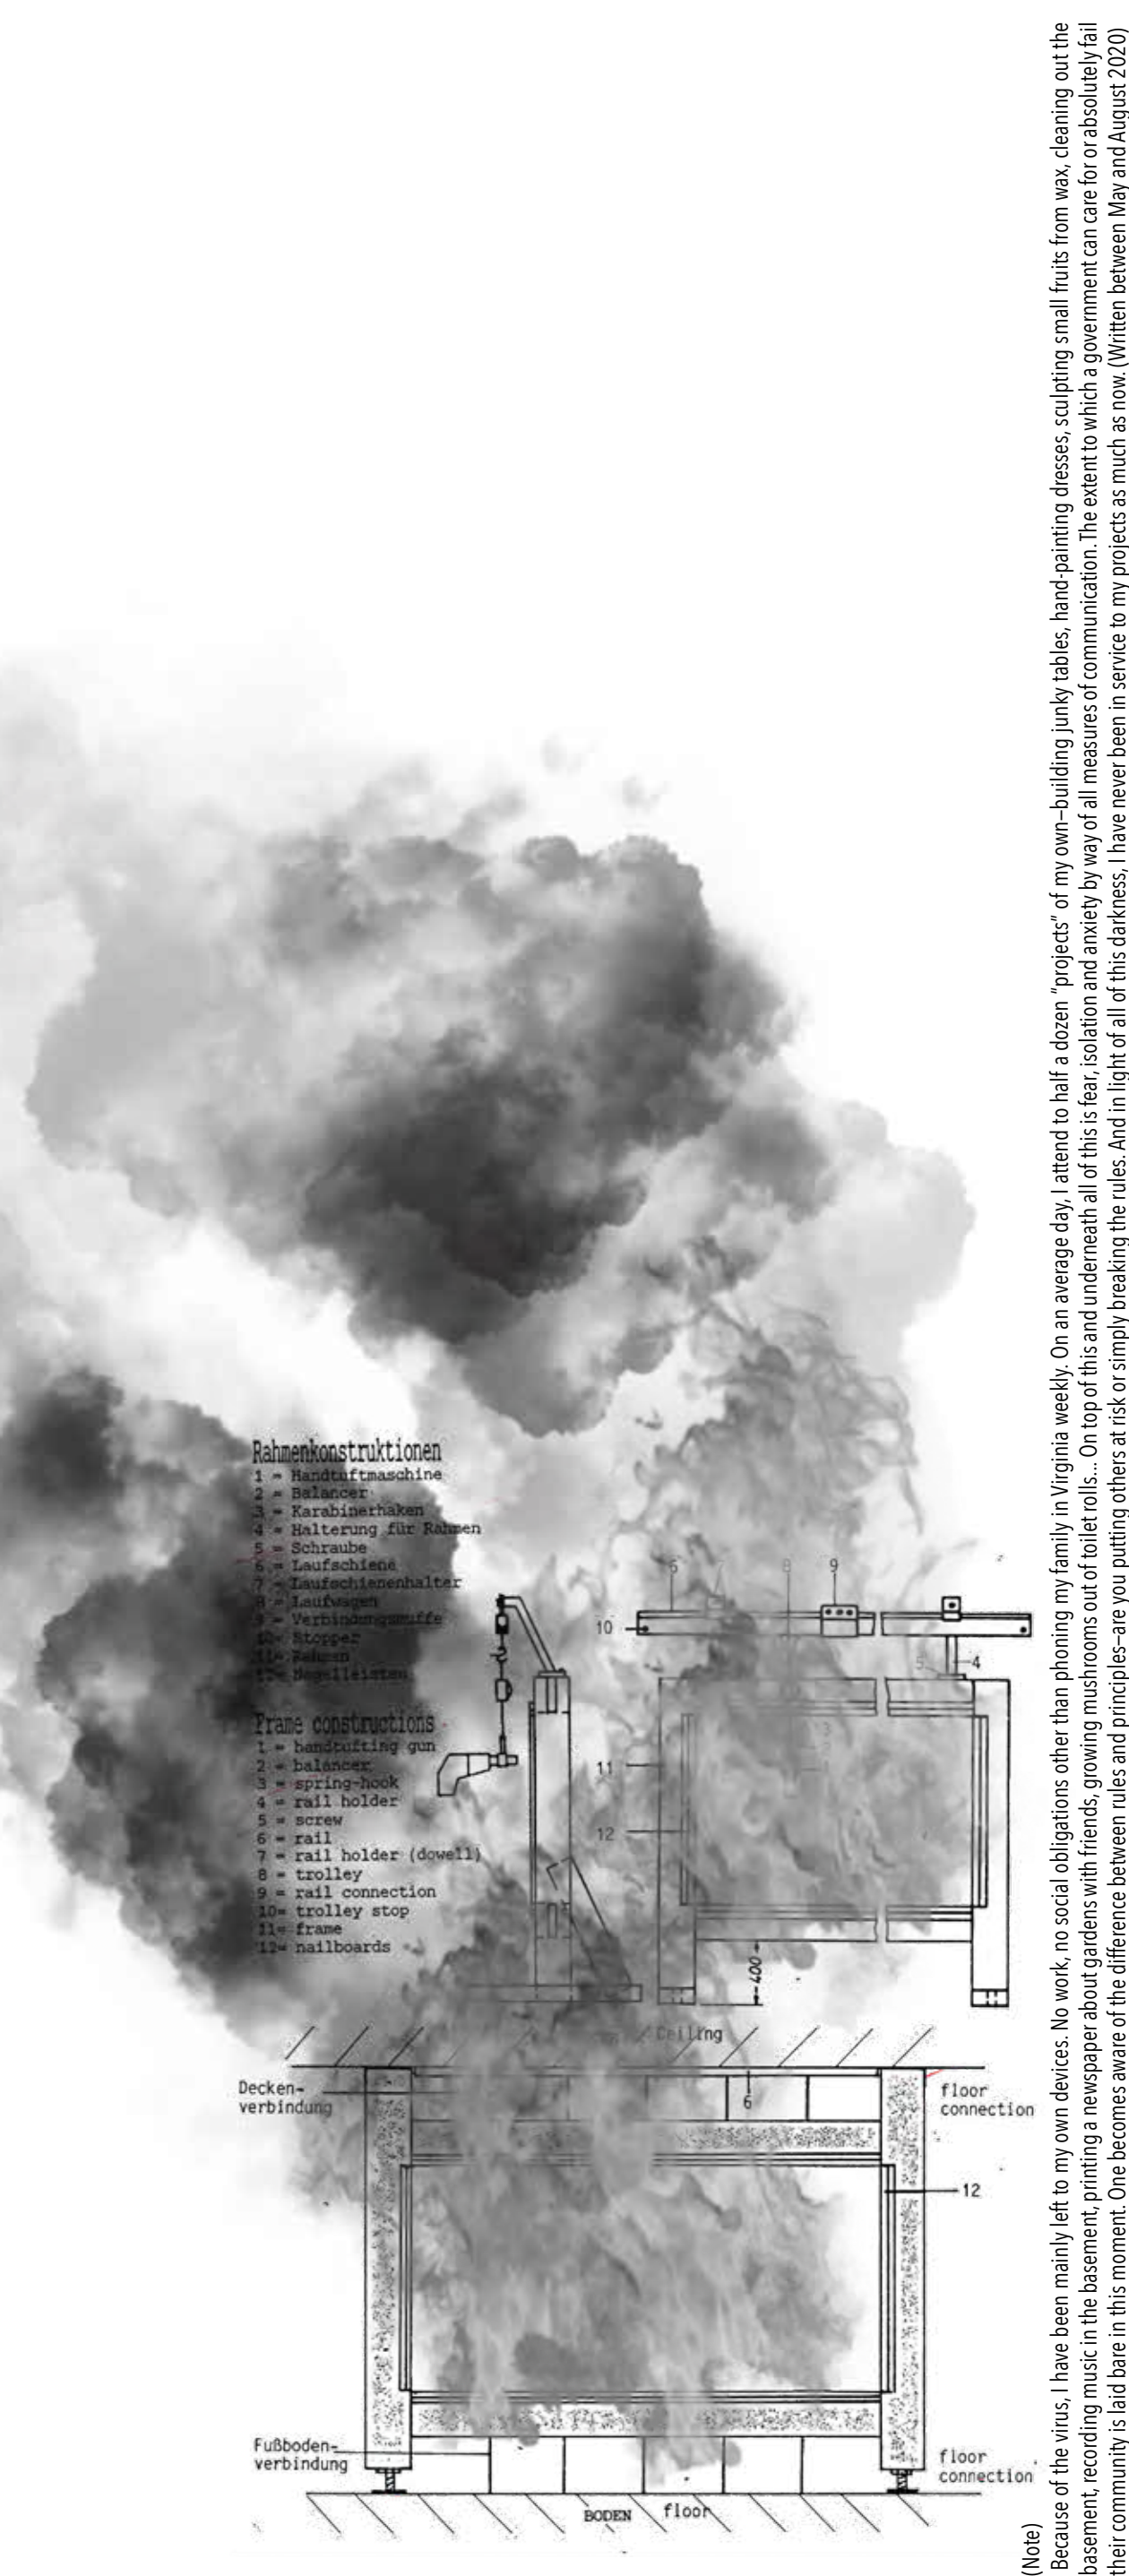 Rahmenkonstruktionen
1 = Handtuftmaschine
2 = Balancer
3 = Karabinerhaken
4 = Halterung für Rahmen
5 = Schraube
6 = Laufschiene
7 = Laufschienenhalter
8 = Laufwagen
9 = Verbindungsmuffe
10= Stopper
11= Rahmen
12= Nagelleisten
Frame constructions
1 = handtufting gun
2 = balancer
3 = spring-hook
4 = rail holder
5 = screw
6 = rail
7 = rail holder (dowell)
8 = trolley
9 = rail connection
10= trolley stop
11= frame
12= nailboards
6 7 8 9
10
5 4
3
11
12
400
Ceiling
Decken-
verbindung
6
floor
connection
12
Fußboden-
verbindung
floor
connection
BODEN floor
(Note)
Because of the virus, I have been mainly left to my own devices. No work, no social obligations other than phoning my family in Virginia weekly. On an average day, I attend to half a dozen “projects” of my own–building junky tables, hand-painting dresses, sculpting small fruits from wax, cleaning out the
basement, recording music in the basement, printing a newspaper about gardens with friends, growing mushrooms out of toilet rolls... On top of this and underneath all of this is fear, isolation and anxiety by way of all measures of communication. The extent to which a government can care for or absolutely fail
their community is laid bare in this moment. One becomes aware of the difference between rules and principles–are you putting others at risk or simply breaking the rules. And in light of all of this darkness, I have never been in service to my projects as much as now. (Written between May and August 2020)